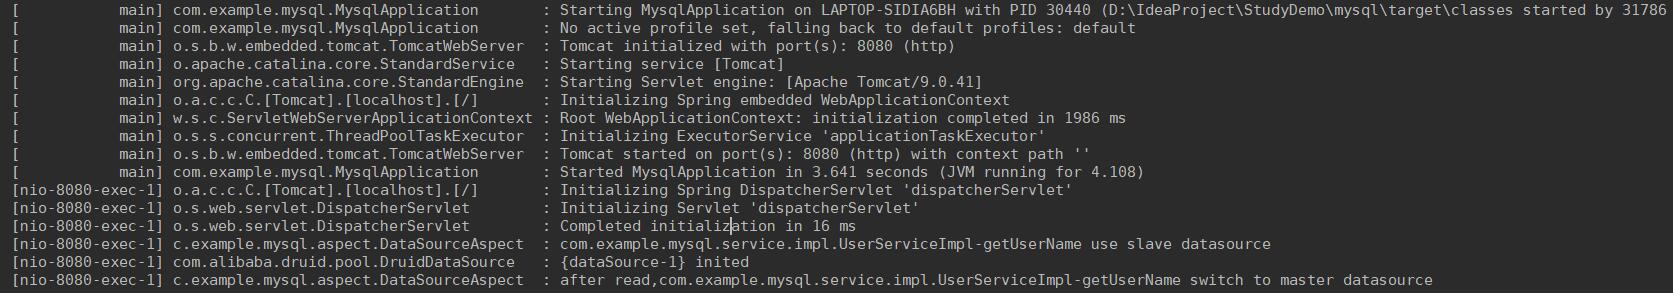 [           main] com.example.mysql.MysqlApplication       : Starting MysqlApplication on LAPTOP-SIDIA6BH with PID 30440 (D:\IdeaProject\StudyDemo\mysql\target\classes started by 31786
[           main] com.example.mysql.MysqlApplication       : No active profile set, falling back to default profiles: default
[           main] o.s.b.w.embedded.tomcat.TomcatWebServer  : Tomcat initialized with port(s): 8080 (http)
[           main] o.apache.catalina.core.StandardService   : Starting service [Tomcat]
[           main] org.apache.catalina.core.StandardEngine  : Starting Servlet engine: [Apache Tomcat/9.0.41]
[           main] o.a.c.c.C.[Tomcat].[localhost].[/]       : Initializing Spring embedded WebApplicationContext
[           main] w.s.c.ServletWebServerApplicationContext : Root WebApplicationContext: initialization completed in 1986 ms
[           main] o.s.s.concurrent.ThreadPoolTaskExecutor  : Initializing ExecutorService 'applicationTaskExecutor'
[           main] o.s.b.w.embedded.tomcat.TomcatWebServer  : Tomcat started on port(s): 8080 (http) with context path ''
[           main] com.example.mysql.MysqlApplication       : Started MysqlApplication in 3.641 seconds (JVM running for 4.108)
[nio-8080-exec-1] o.a.c.c.C.[Tomcat].[localhost].[/]       : Initializing Spring DispatcherServlet 'dispatcherServlet'
[nio-8080-exec-1] o.s.web.servlet.DispatcherServlet        : Initializing Servlet 'dispatcherServlet'
[nio-8080-exec-1] o.s.web.servlet.DispatcherServlet        : Completed initialization in 16 ms
[nio-8080-exec-1] c.example.mysql.aspect.DataSourceAspect  : com.example.mysql.service.impl.UserServiceImpl-getUserName use slave datasource
[nio-8080-exec-1] com.alibaba.druid.pool.DruidDataSource   : {dataSource-1} inited
[nio-8080-exec-1] c.example.mysql.aspect.DataSourceAspect  : after read,com.example.mysql.service.impl.UserServiceImpl-getUserName switch to master datasource